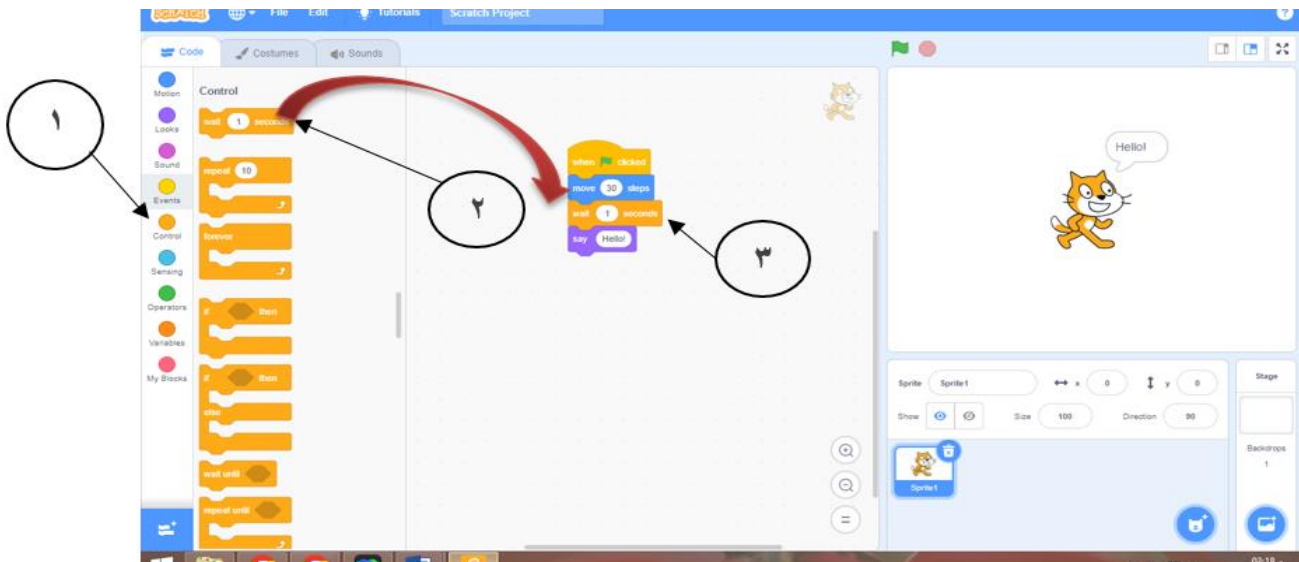 SCRATCH File Edit Tutorials Scratch Project ?
Code Costumes Sounds
Motion
Looks
Sound
Events
Control
Sensing
Operators
Variables
My Blocks
Control
wait 1 seconds
repeat 10
forever
if then
if then
else
wait until
repeat until
١
٢
٣
when clicked
move 30 steps
wait 1 seconds
say Hello!
Hello!
Sprite Sprite1 x 0 y 0
Show Size 100 Direction 90
Sprite1
Stage
Backdrops
1